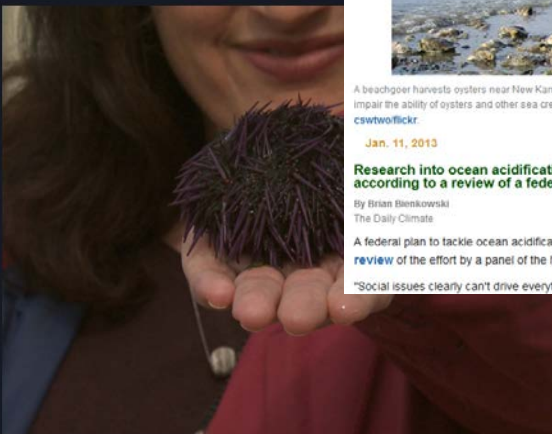 A beachgoer harvests oysters near New Kan
impair the ability of oysters and other sea cre
cswtwo/flickr.
Jan. 11, 2013
Research into ocean acidificati
according to a review of a fede
By Brian Bienkowski
The Daily Climate
A federal plan to tackle ocean acidifica
review of the effort by a panel of the
"Social issues clearly can't drive everyt